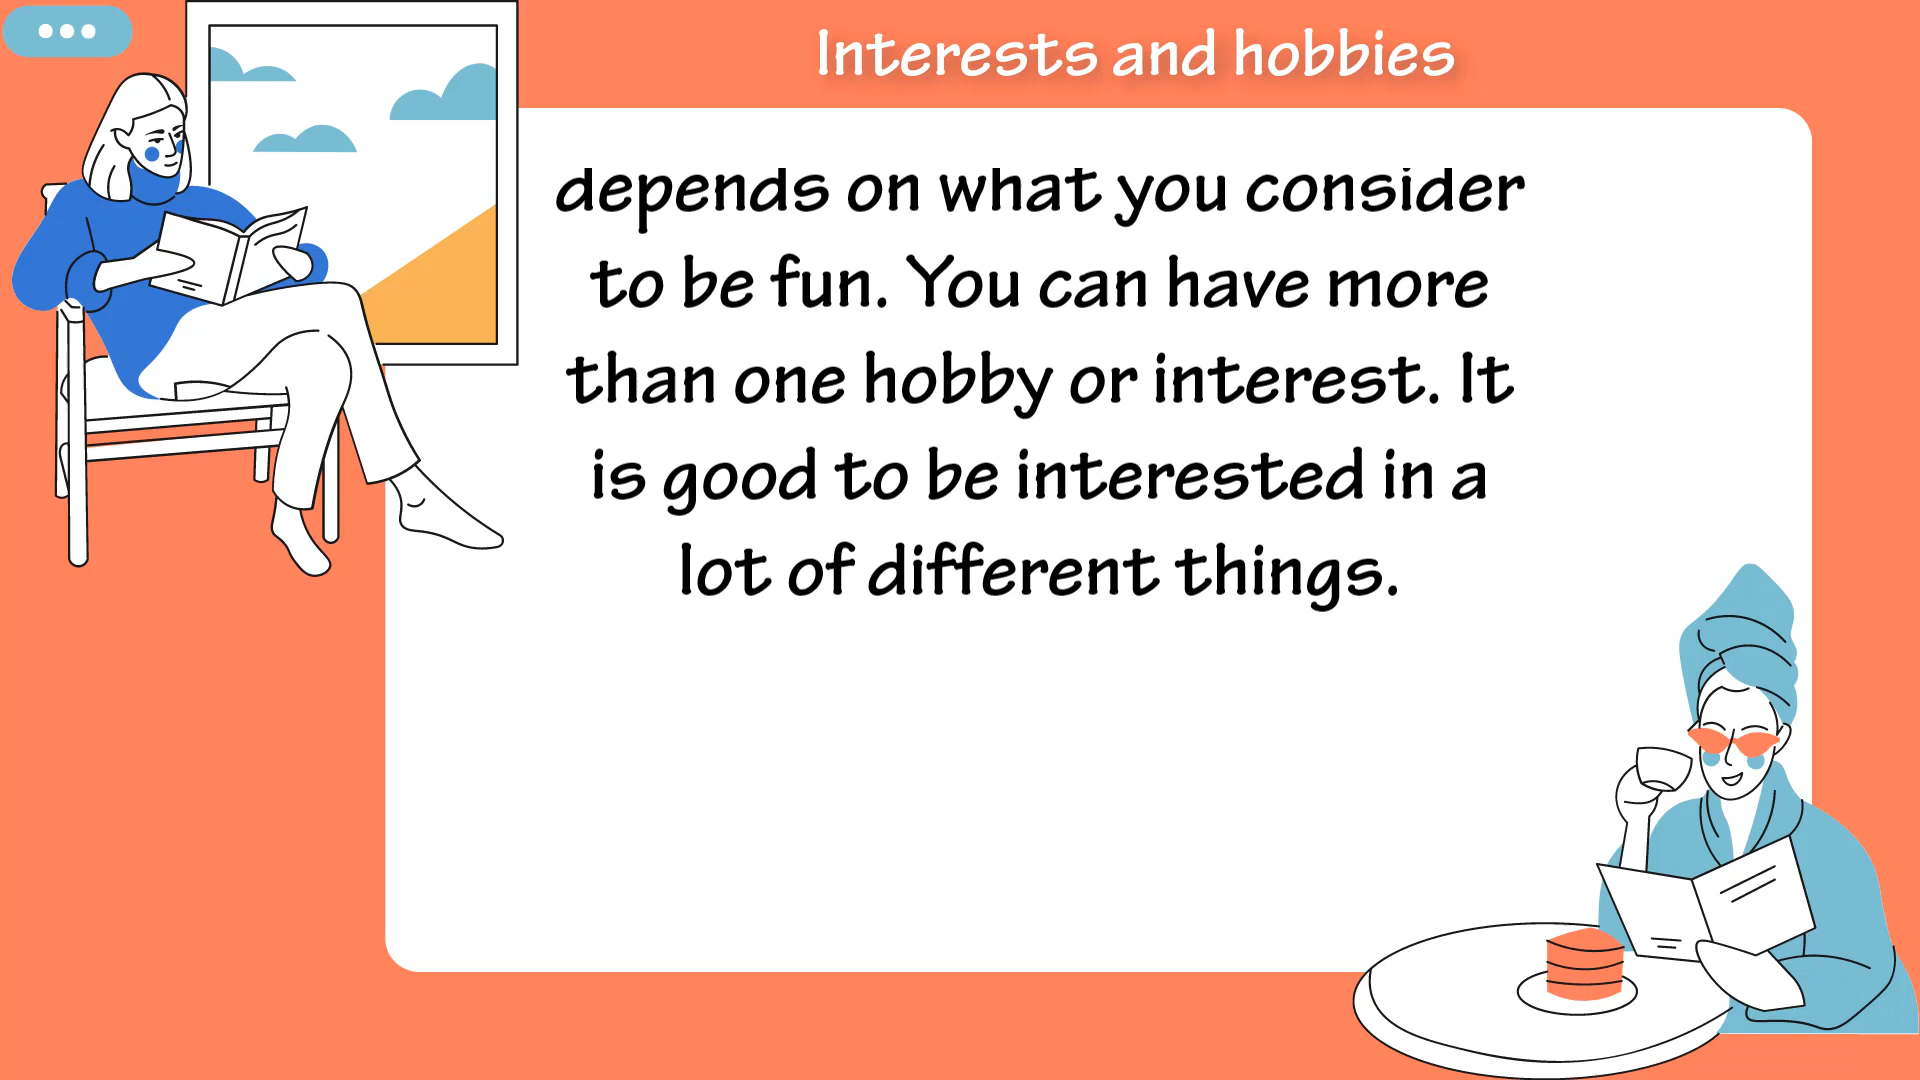 Interests and hobbies
depends on what you consider
to be fun. You can have more
than one hobby or interest. It
is good to be interested in a
lot of different things.